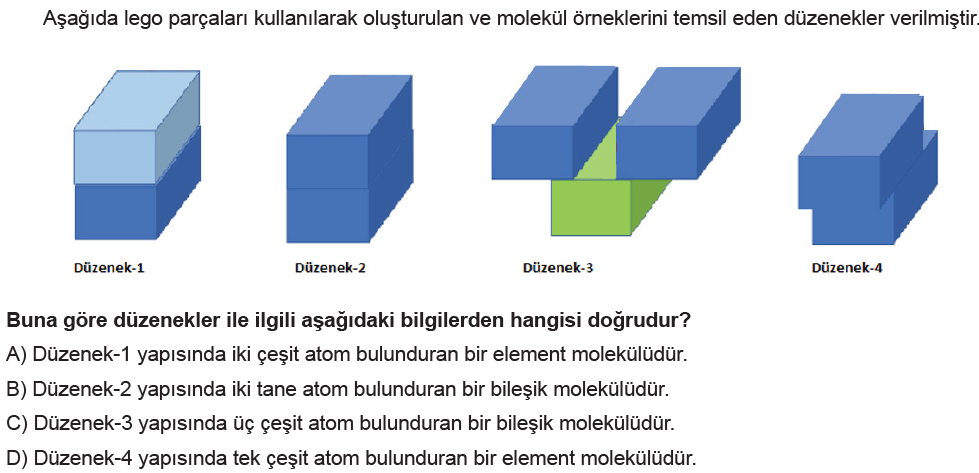 Aşağıda lego parçaları kullanılarak oluşturulan ve molekül örneklerini temsil eden düzenekler verilmiştir.
Düzenek-1
Düzenek-2
Düzenek-3
Düzenek-4
Buna göre düzenekler ile ilgili aşağıdaki bilgilerden hangisi doğrudur?
A) Düzenek-1 yapısında iki çeşit atom bulunduran bir element molekülüdür.
B) Düzenek-2 yapısında iki tane atom bulunduran bir bileşik molekülüdür.
C) Düzenek-3 yapısında üç çeşit atom bulunduran bir bileşik molekülüdür.
D) Düzenek-4 yapısında tek çeşit atom bulunduran bir element molekülüdür.